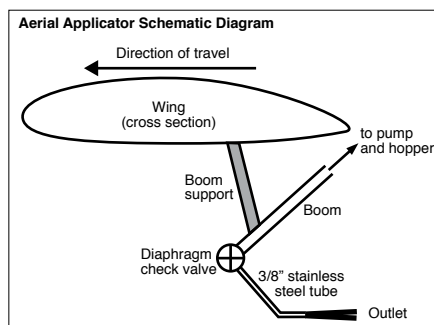 Aerial Applicator Schematic Diagram
Direction of travel
Wing
(cross section)
to pump
and hopper
Boom
support
Boom
Diaphragm
check valve
3/8" stainless
steel tube
Outlet